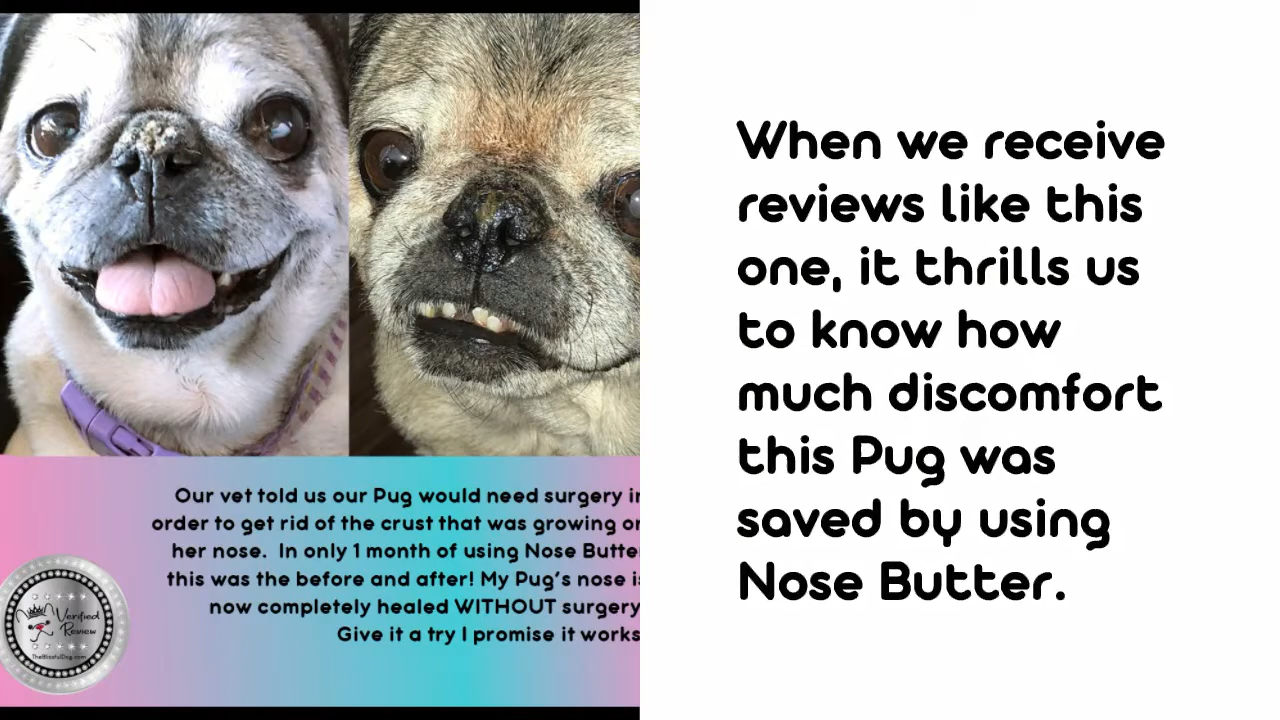 Our vet told us our Pug would need surgery in
order to get rid of the crust that was growing on
her nose. In only 1 month of using Nose Butter
this was the before and after! My Pug's nose is
now completely healed WITHOUT surgery
Give it a try I promise it works
Verified
Review
TheBlissfulDog.com
When we receive
reviews like this
one, it thrills us
to know how
much discomfort
this Pug was
saved by using
Nose Butter.